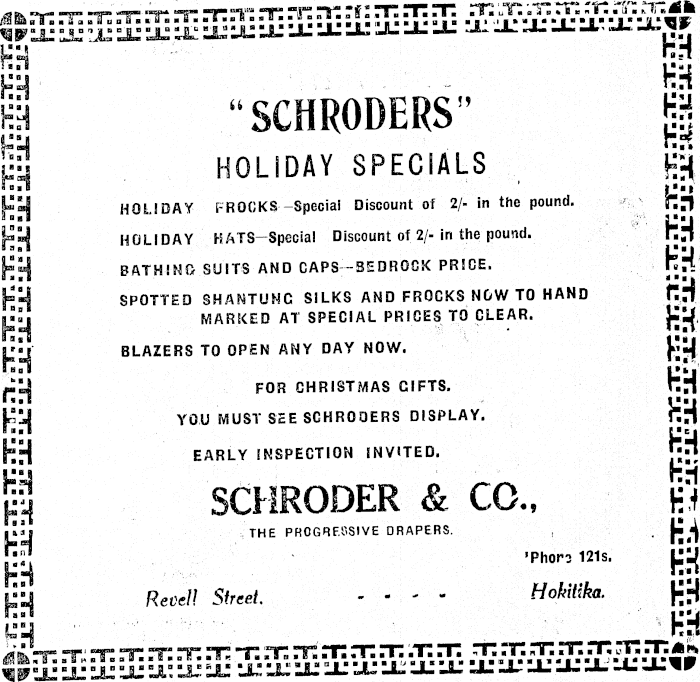 "SCHRODERS"
HOLIDAY SPECIALS
HOLIDAY FROCKS—Special Discount of 2/- in the pound.
HOLIDAY HATS—Special Discount of 2/- in the pound.
BATHING SUITS AND CAPS—BEDROCK PRICE.
SPOTTED SHANTUNG SILKS AND FROCKS NOW TO HAND
MARKED AT SPECIAL PRICES TO CLEAR.
BLAZERS TO OPEN ANY DAY NOW.
FOR CHRISTMAS GIFTS.
YOU MUST SEE SCHRODERS DISPLAY.
EARLY INSPECTION INVITED.
SCHRODER & CO.,
THE PROGRESSIVE DRAPERS.
'Phone 121s.
Revell Street. - - - - Hokitika.